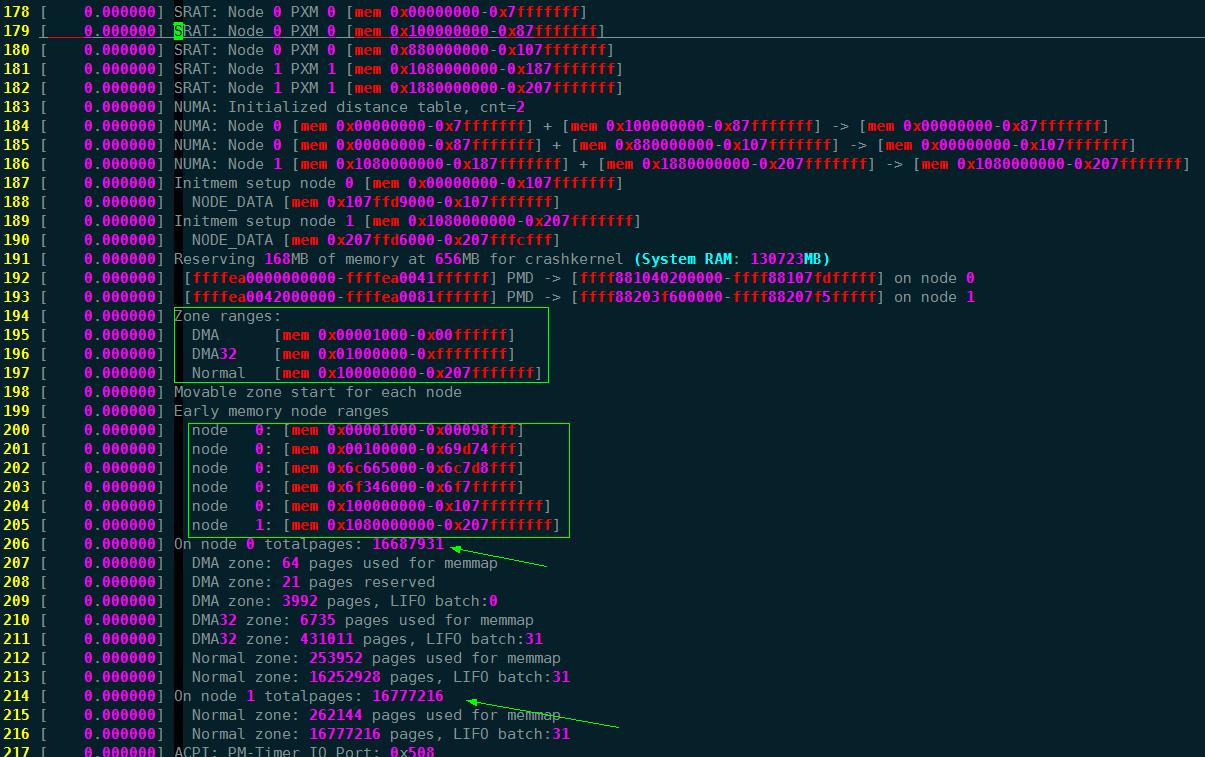 178 [    0.000000] SRAT: Node 0 PXM 0 [mem 0x00000000-0x7fffffff]
179 [    0.000000] SRAT: Node 0 PXM 0 [mem 0x100000000-0x87fffffff]
180 [    0.000000] SRAT: Node 0 PXM 0 [mem 0x880000000-0x107fffffff]
181 [    0.000000] SRAT: Node 1 PXM 1 [mem 0x1080000000-0x187fffffff]
182 [    0.000000] SRAT: Node 1 PXM 1 [mem 0x1880000000-0x207fffffff]
183 [    0.000000] NUMA: Initialized distance table, cnt=2
184 [    0.000000] NUMA: Node 0 [mem 0x00000000-0x7fffffff] + [mem 0x100000000-0x87fffffff] -> [mem 0x00000000-0x87fffffff]
185 [    0.000000] NUMA: Node 0 [mem 0x00000000-0x87fffffff] + [mem 0x880000000-0x107fffffff] -> [mem 0x00000000-0x107fffffff]
186 [    0.000000] NUMA: Node 1 [mem 0x1080000000-0x187fffffff] + [mem 0x1880000000-0x207fffffff] -> [mem 0x1080000000-0x207fffffff]
187 [    0.000000] Initmem setup node 0 [mem 0x00000000-0x107fffffff]
188 [    0.000000]   NODE_DATA [mem 0x107ffd9000-0x107fffffff]
189 [    0.000000] Initmem setup node 1 [mem 0x1080000000-0x207fffffff]
190 [    0.000000]   NODE_DATA [mem 0x207ffd6000-0x207fffcfff]
191 [    0.000000] Reserving 168MB of memory at 656MB for crashkernel (System RAM: 130723MB)
192 [    0.000000]  [ffffea0000000000-ffffea0041ffffff] PMD -> [ffff881040200000-ffff88107fdfffff] on node 0
193 [    0.000000]  [ffffea0042000000-ffffea0081ffffff] PMD -> [ffff88203f600000-ffff88207f5fffff] on node 1
194 [    0.000000] Zone ranges:
195 [    0.000000]   DMA      [mem 0x00001000-0x00ffffff]
196 [    0.000000]   DMA32    [mem 0x01000000-0xffffffff]
197 [    0.000000]   Normal   [mem 0x100000000-0x207fffffff]
198 [    0.000000] Movable zone start for each node
199 [    0.000000] Early memory node ranges
200 [    0.000000]   node   0: [mem 0x00001000-0x00098fff]
201 [    0.000000]   node   0: [mem 0x00100000-0x69d74fff]
202 [    0.000000]   node   0: [mem 0x6c665000-0x6c7d8fff]
203 [    0.000000]   node   0: [mem 0x6f346000-0x6f7fffff]
204 [    0.000000]   node   0: [mem 0x100000000-0x107fffffff]
205 [    0.000000]   node   1: [mem 0x1080000000-0x207fffffff]
206 [    0.000000] On node 0 totalpages: 16687931
207 [    0.000000]   DMA zone: 64 pages used for memmap
208 [    0.000000]   DMA zone: 21 pages reserved
209 [    0.000000]   DMA zone: 3992 pages, LIFO batch:0
210 [    0.000000]   DMA32 zone: 6735 pages used for memmap
211 [    0.000000]   DMA32 zone: 431011 pages, LIFO batch:31
212 [    0.000000]   Normal zone: 253952 pages used for memmap
213 [    0.000000]   Normal zone: 16252928 pages, LIFO batch:31
214 [    0.000000] On node 1 totalpages: 16777216
215 [    0.000000]   Normal zone: 262144 pages used for memmap
216 [    0.000000]   Normal zone: 16777216 pages, LIFO batch:31
217 [    0.000000] ACPI: PM-Timer IO Port: 0x508